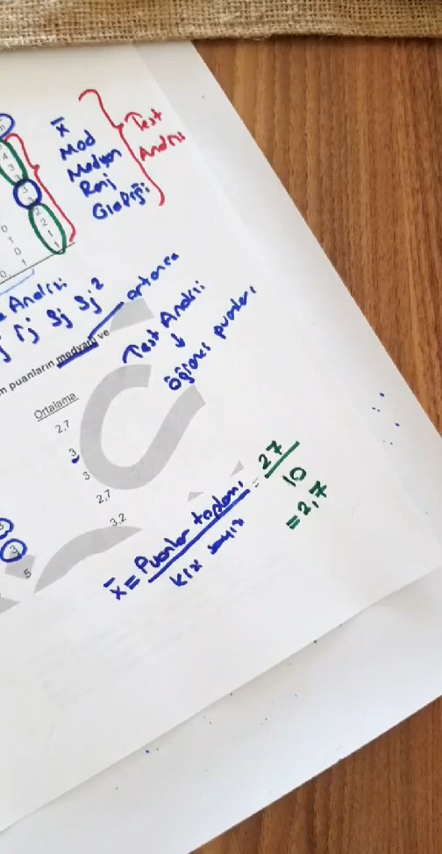 x̄
Mod
Medyan
Ranj
Test
Analizi
Analizi
rj sj sj²
ortanca
Test Analizi
↓
Öğrenci puanları
puanların medyanı ve
Ortalama
2,7
3
3
2,7
3,2
3
5
x̄ = Puanlar toplamı = 27
kişi sayısı 10
= 2,7